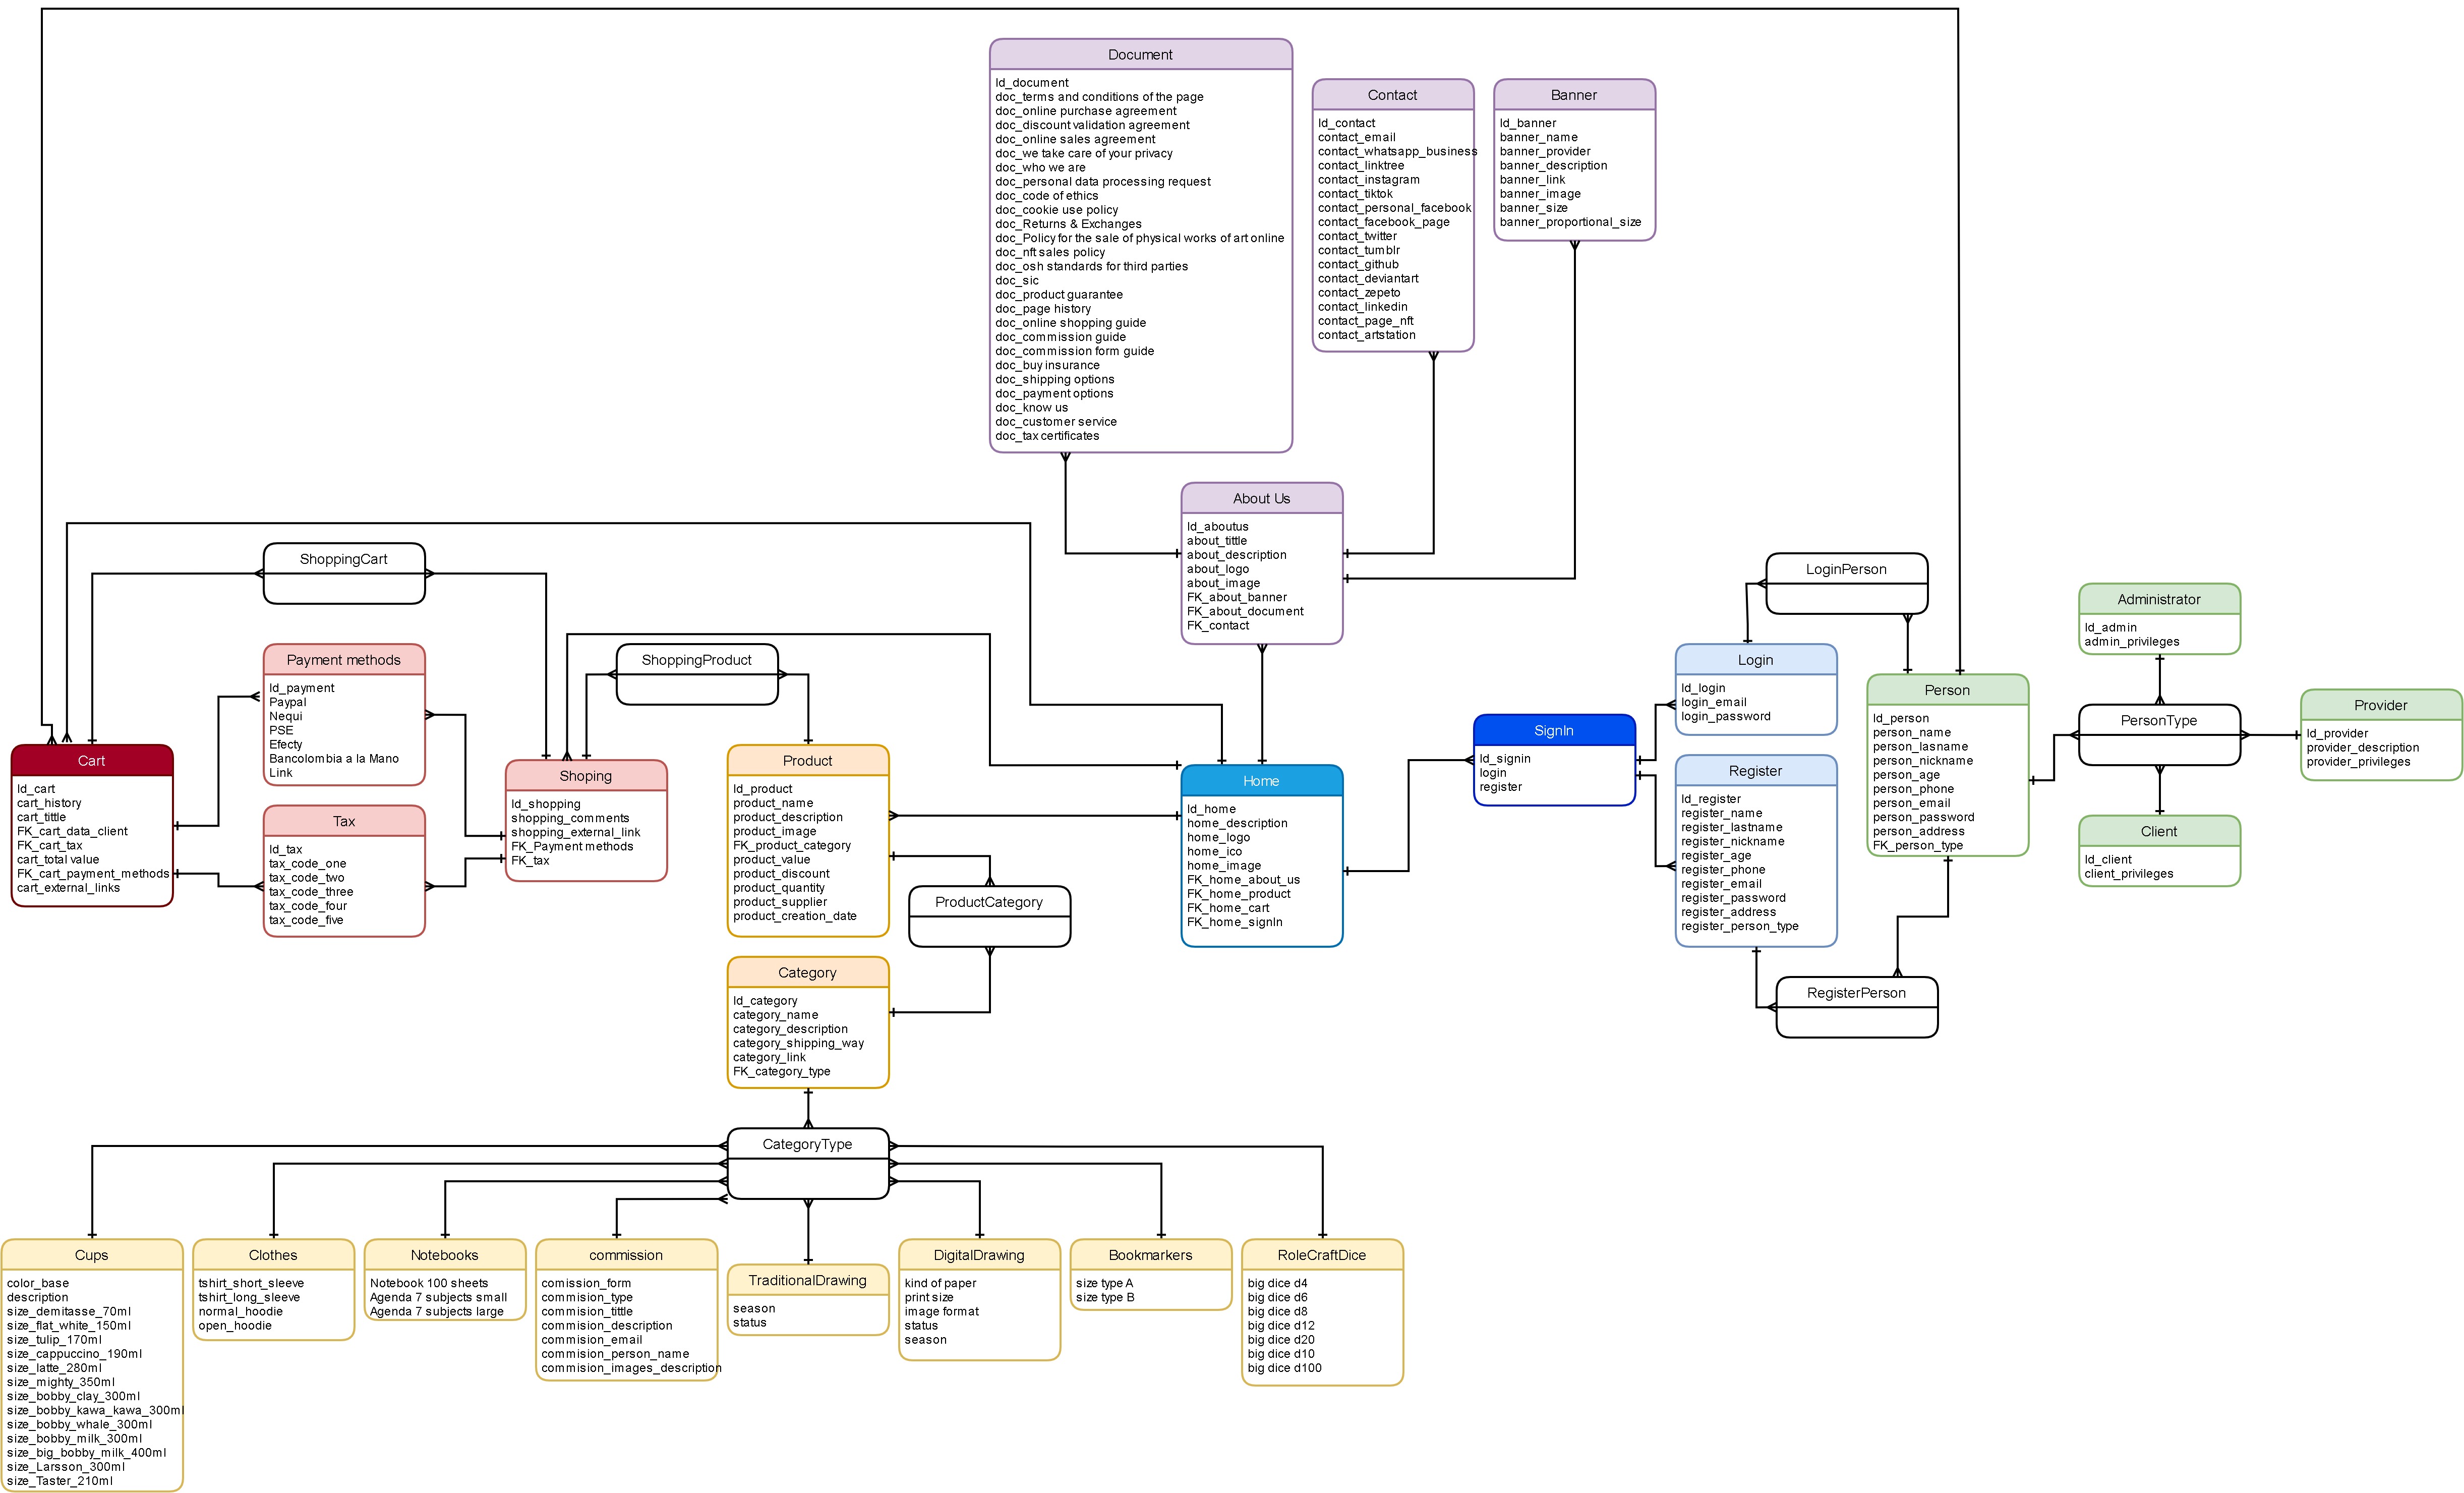 Document
Id_document
doc_terms and conditions of the page
doc_online purchase agreement
doc_discount validation agreement
doc_online sales agreement
doc_we take care of your privacy
doc_who we are
doc_personal data processing request
doc_code of ethics
doc_cookie use policy
doc_Returns & Exchanges
doc_Policy for the sale of physical works of art online
doc_nft sales policy
doc_osh standards for third parties
doc_sic
doc_product guarantee
doc_page history
doc_online shopping guide
doc_commission guide
doc_commission form guide
doc_buy insurance
doc_shipping options
doc_payment options
doc_know us
doc_customer service
doc_tax certificates
Contact
Id_contact
contact_email
contact_whatsapp_business
contact_linktree
contact_instagram
contact_tiktok
contact_personal_facebook
contact_facebook_page
contact_twitter
contact_tumblr
contact_github
contact_deviantart
contact_zepeto
contact_linkedin
contact_page_nft
contact_artstation
Banner
Id_banner
banner_name
banner_provider
banner_description
banner_link
banner_image
banner_size
banner_proportional_size
About Us
Id_aboutus
about_tittle
about_description
about_logo
about_image
FK_about_banner
FK_about_document
FK_contact
ShoppingCart
Payment methods
Id_payment
Paypal
Nequi
PSE
Efecty
Bancolombia a la Mano
Link
ShoppingProduct
LoginPerson
Login
Id_login
login_email
login_password
Administrator
Id_admin
admin_privileges
Person
Id_person
person_name
person_lasname
person_nickname
person_age
person_phone
person_email
person_password
person_address
FK_person_type
PersonType
Provider
Id_provider
provider_description
provider_privileges
Client
Id_client
client_privileges
Cart
Id_cart
cart_history
cart_tittle
FK_cart_data_client
FK_cart_tax
cart_total value
FK_cart_payment_methods
cart_external_links
Tax
Id_tax
tax_code_one
tax_code_two
tax_code_three
tax_code_four
tax_code_five
Shoping
Id_shopping
shopping_comments
shopping_external_link
FK_Payment methods
FK_tax
Product
Id_product
product_name
product_description
product_image
FK_product_category
product_value
product_discount
product_quantity
product_supplier
product_creation_date
ProductCategory
Home
Id_home
home_description
home_logo
home_ico
home_image
FK_home_about_us
FK_home_product
FK_home_cart
FK_home_signIn
SignIn
Id_signin
login
register
Register
Id_register
register_name
register_lastname
register_nickname
register_age
register_phone
register_email
register_password
register_address
register_person_type
RegisterPerson
Category
Id_category
category_name
category_description
category_shipping_way
category_link
FK_category_type
CategoryType
Cups
color_base
description
size_demitasse_70ml
size_flat_white_150ml
size_tulip_170ml
size_cappuccino_190ml
size_latte_280ml
size_mighty_350ml
size_bobby_clay_300ml
size_bobby_kawa_kawa_300ml
size_bobby_whale_300ml
size_bobby_milk_300ml
size_big_bobby_milk_400ml
size_Larsson_300ml
size_Taster_210ml
Clothes
tshirt_short_sleeve
tshirt_long_sleeve
normal_hoodie
open_hoodie
Notebooks
Notebook 100 sheets
Agenda 7 subjects small
Agenda 7 subjects large
commission
comission_form
commision_type
commision_tittle
commision_description
commision_email
commision_person_name
commision_images_description
TraditionalDrawing
season
status
DigitalDrawing
kind of paper
print size
image format
status
season
Bookmarkers
size type A
size type B
RoleCraftDice
big dice d4
big dice d6
big dice d8
big dice d12
big dice d20
big dice d10
big dice d100